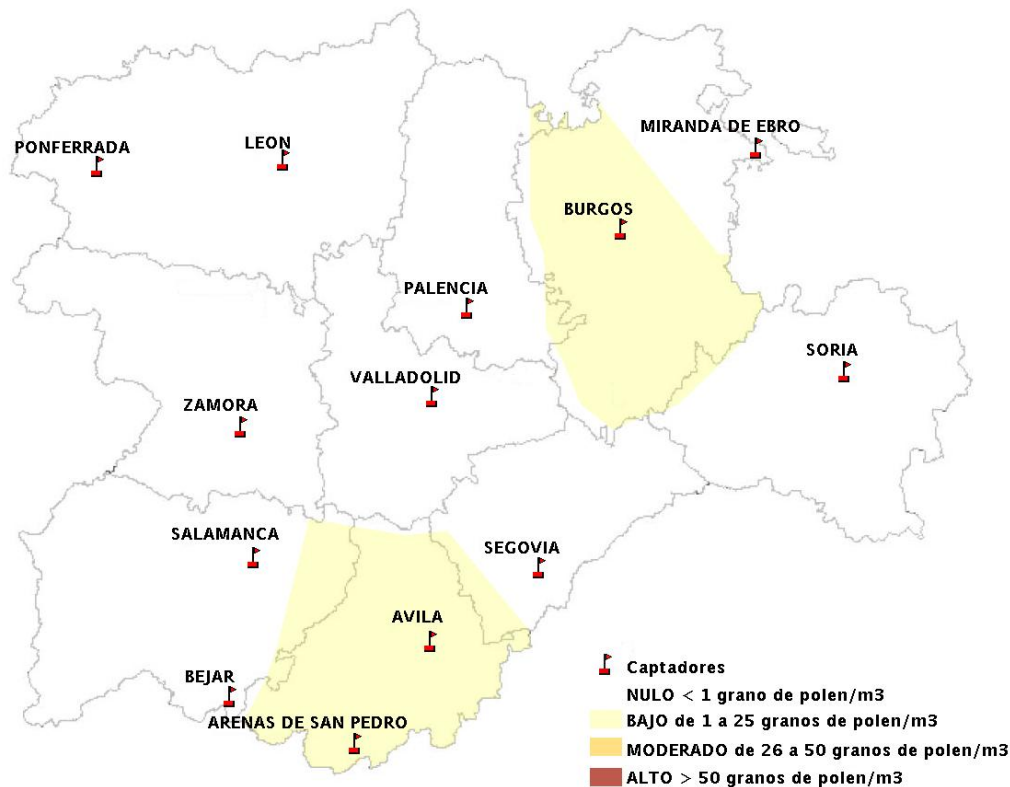 MIRANDA DE EBRO
PONFERRADA
LEON
BURGOS
PALENCIA
SORIA
VALLADOLID
ZAMORA
SALAMANCA
SEGOVIA
AVILA
BEJAR
ARENAS DE SAN PEDRO
Captadores
NULO < 1 grano de polen/m3
BAJO de 1 a 25 granos de polen/m3
MODERADO de 26 a 50 granos de polen/m3
ALTO > 50 granos de polen/m3